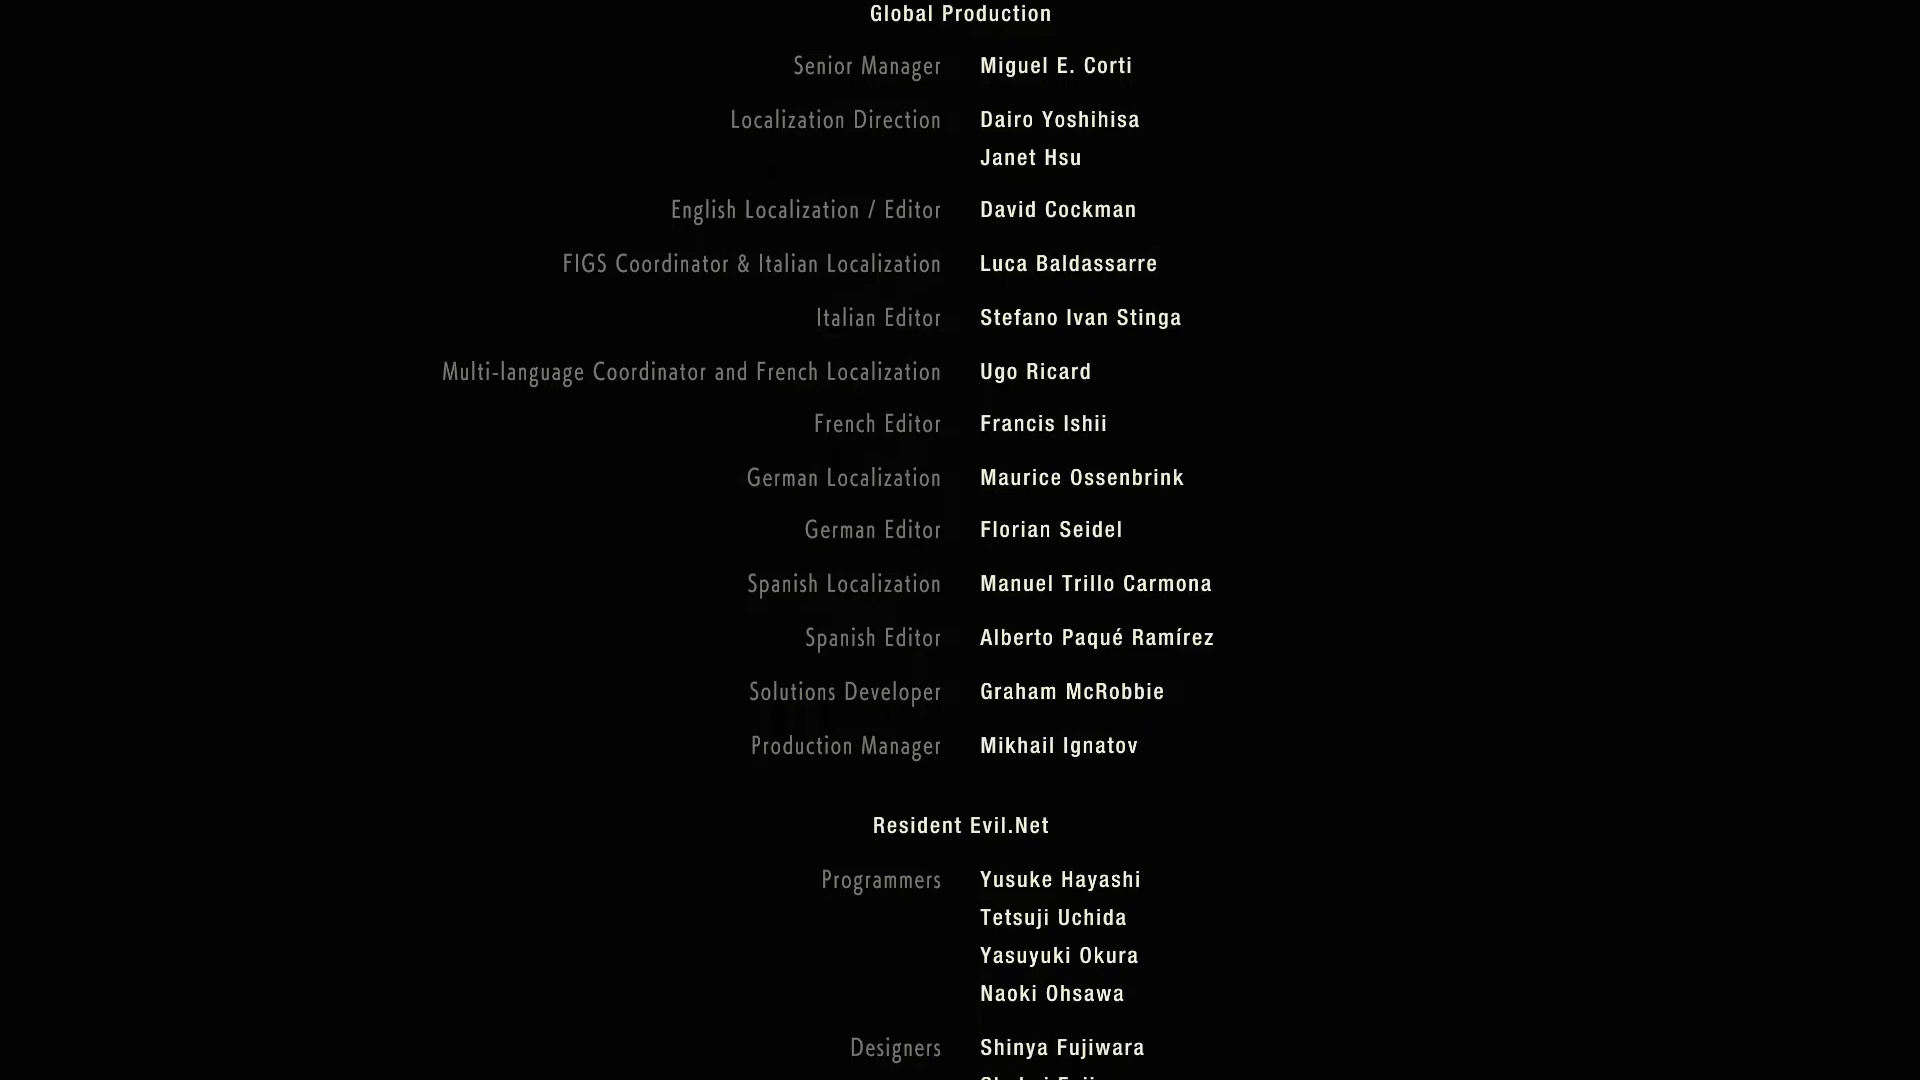 Global Production
Senior Manager Miguel E. Corti
Localization Direction Dairo Yoshihisa
Janet Hsu
English Localization / Editor David Cockman
FIGS Coordinator & Italian Localization Luca Baldassarre
Italian Editor Stefano Ivan Stinga
Multi-language Coordinator and French Localization Ugo Ricard
French Editor Francis Ishii
German Localization Maurice Ossenbrink
German Editor Florian Seidel
Spanish Localization Manuel Trillo Carmona
Spanish Editor Alberto Paqué Ramírez
Solutions Developer Graham McRobbie
Production Manager Mikhail Ignatov
Resident Evil.Net
Programmers Yusuke Hayashi
Tetsuji Uchida
Yasuyuki Okura
Naoki Ohsawa
Designers Shinya Fujiwara